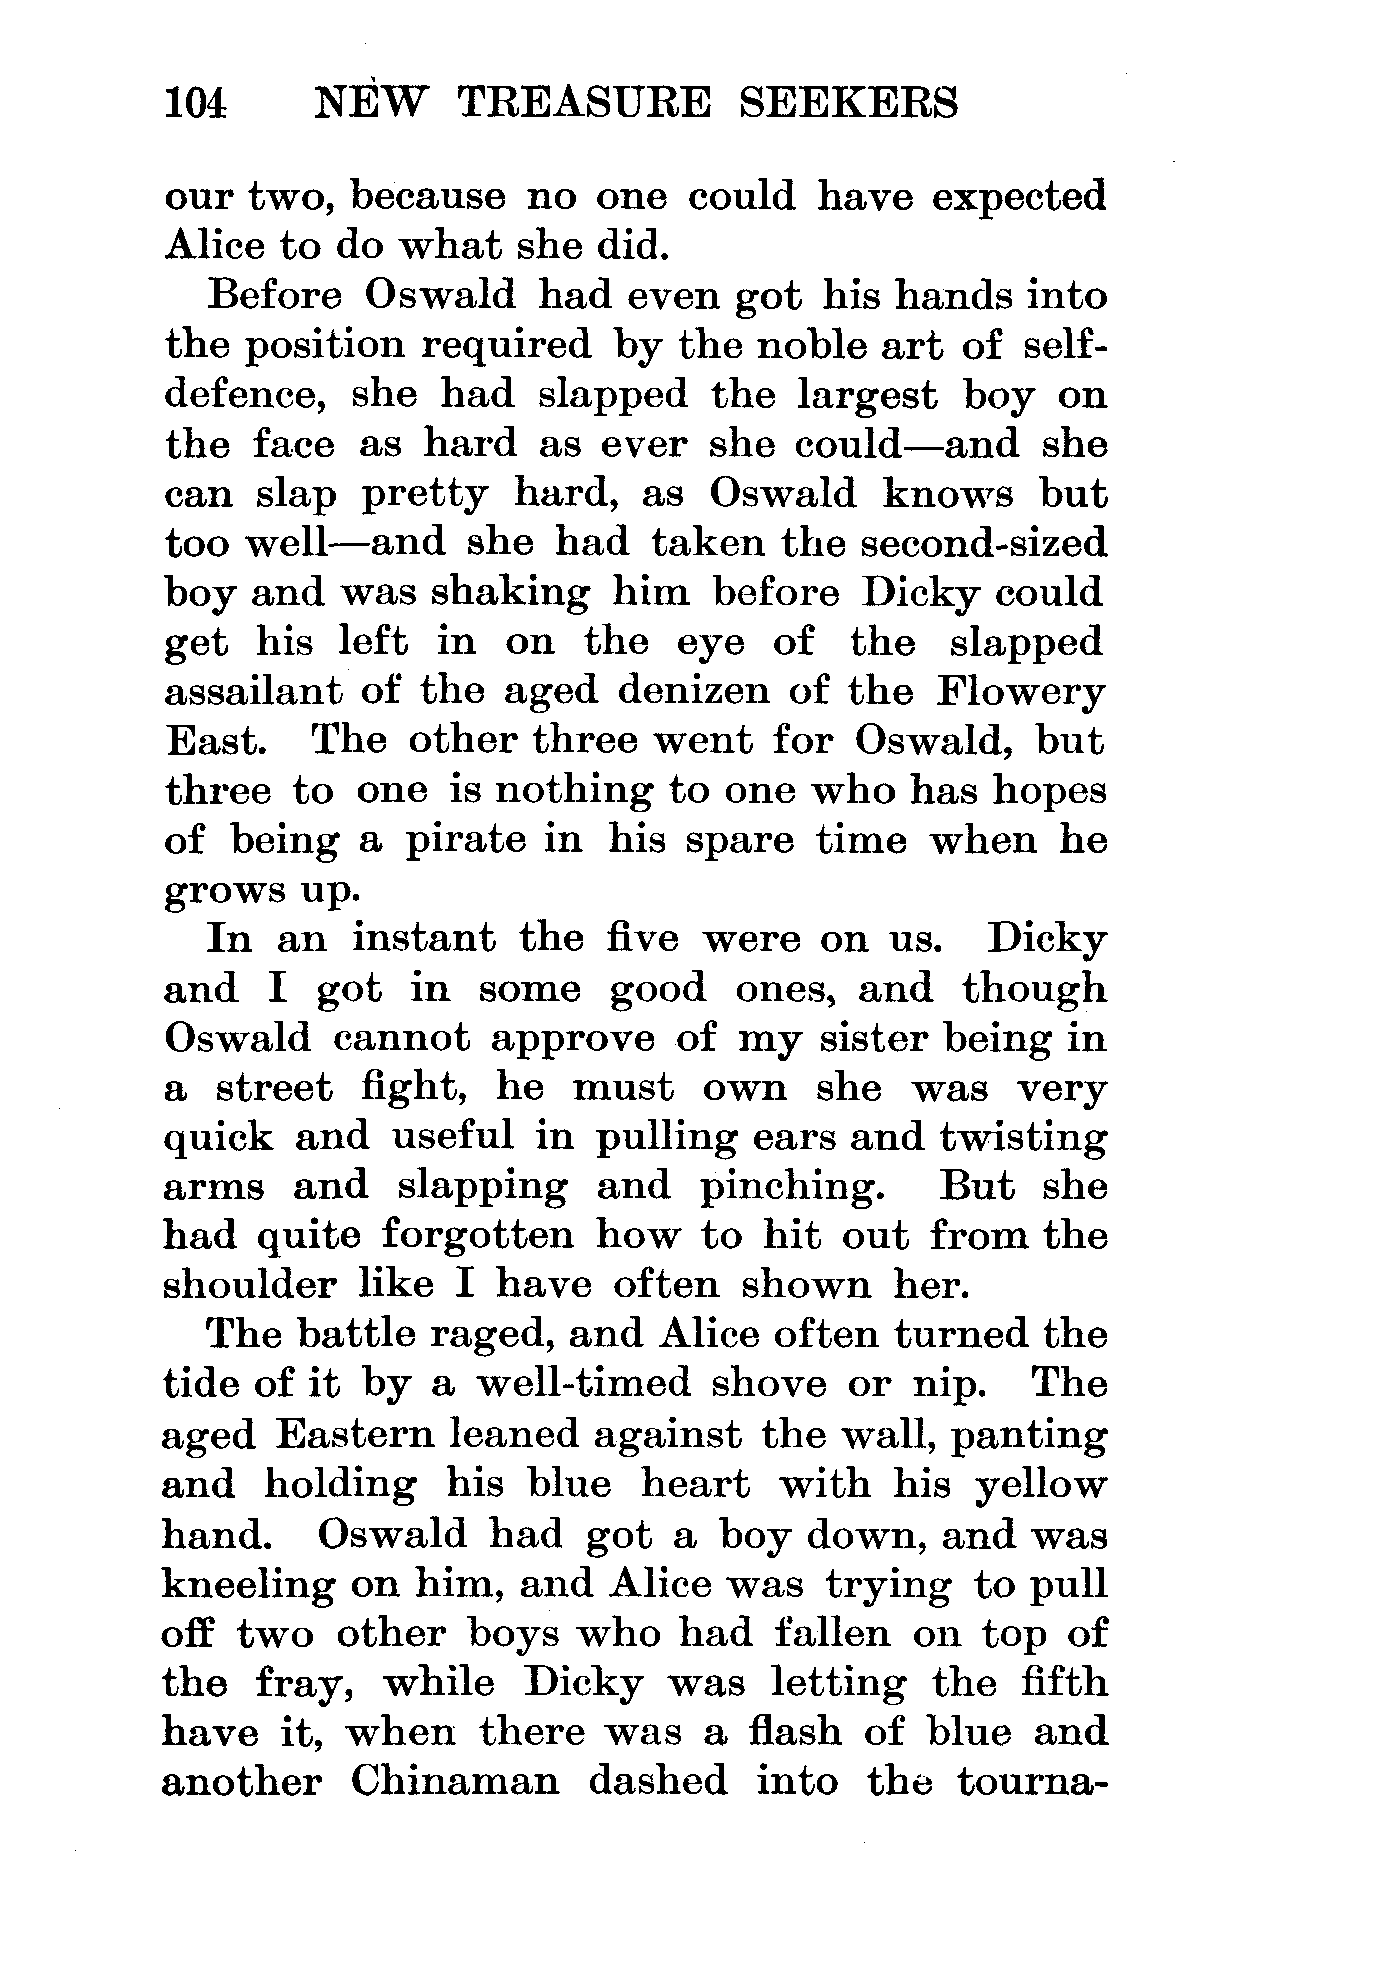 104 NEW TREASURE SEEKERS
our two, because no one could have expected
Alice to do what she did.
Before Oswald had even got his hands into
the position required by the noble art of self-
defence, she had slapped the largest boy on
the face as hard as ever she could—and she
can slap pretty hard, as Oswald knows but
too well—and she had taken the second-sized
boy and was shaking him before Dicky could
get his left in on the eye of the slapped
assailant of the aged denizen of the Flowery
East. The other three went for Oswald, but
three to one is nothing to one who has hopes
of being a pirate in his spare time when he
grows up.
In an instant the five were on us. Dicky
and I got in some good ones, and though
Oswald cannot approve of my sister being in
a street fight, he must own she was very
quick and useful in pulling ears and twisting
arms and slapping and pinching. But she
had quite forgotten how to hit out from the
shoulder like I have often shown her.
The battle raged, and Alice often turned the
tide of it by a well-timed shove or nip. The
aged Eastern leaned against the wall, panting
and holding his blue heart with his yellow
hand. Oswald had got a boy down, and was
kneeling on him, and Alice was trying to pull
off two other boys who had fallen on top of
the fray, while Dicky was letting the fifth
have it, when there was a flash of blue and
another Chinaman dashed into the tourna-